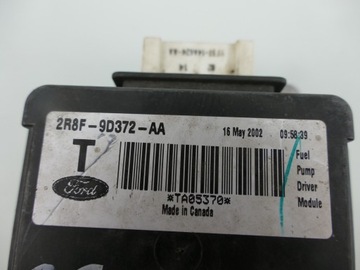 2R8F-9D372-AA
16 May 2002 09:58:39
T
Fuel
Pump
Driver
Module
Ford
*TA05370*
Made in Canada